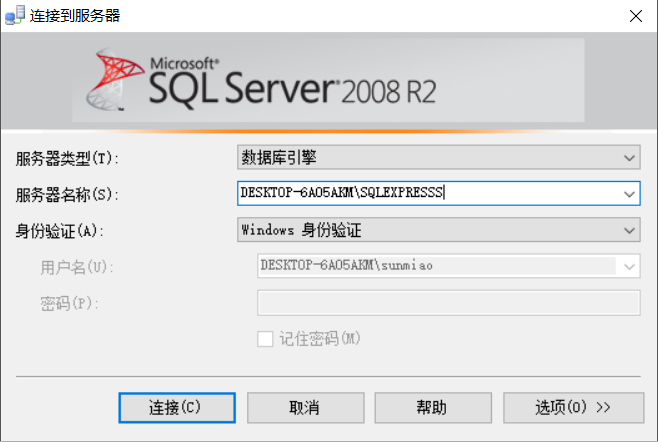 连接到服务器
Microsoft®
SQL Server® 2008 R2
服务器类型(T): 数据库引擎
服务器名称(S): DESKTOP-6AO5AKM\SQLEXPRESSS
身份验证(A): Windows 身份验证
用户名(U): DESKTOP-6AO5AKM\sunmiao
密码(P):
记住密码(M)
连接(C) 取消 帮助 选项(O) >>